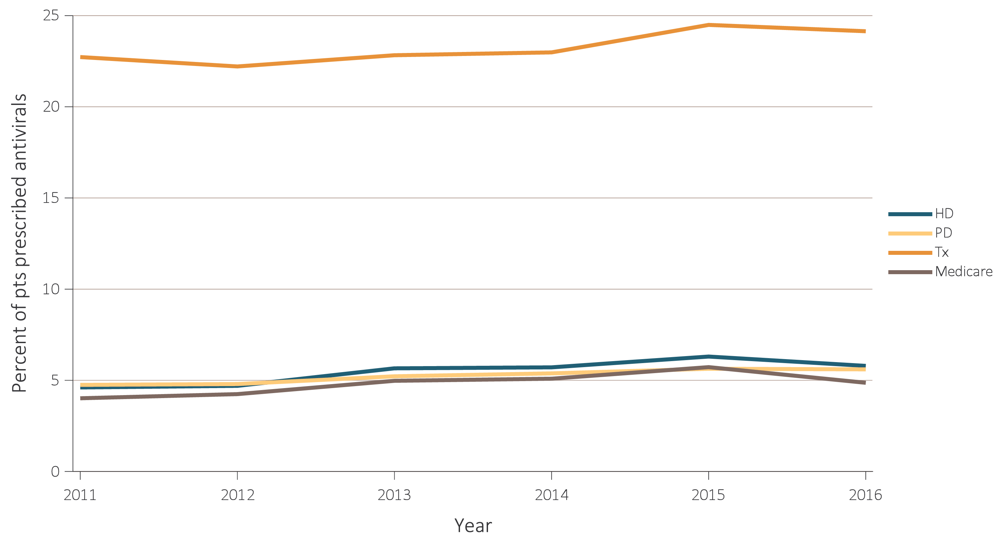 Percent of pts prescribed antivirals
25
20
15
10
5
0
2011 2012 2013 2014 2015 2016
Year
HD
PD
Tx
Medicare